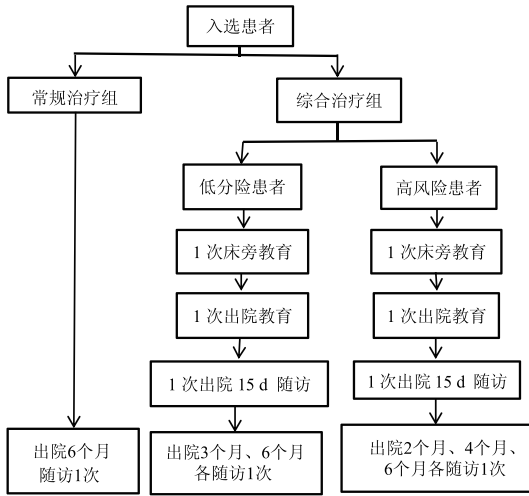 入选患者
常规治疗组
综合治疗组
低分险患者
高风险患者
1 次床旁教育
1 次床旁教育
1 次出院教育
1 次出院教育
1 次出院 15 d 随访
1 次出院 15 d 随访
出院6个月
随访1次
出院3个月、6个月
各随访1次
出院2个月、4个月、
6个月各随访1次